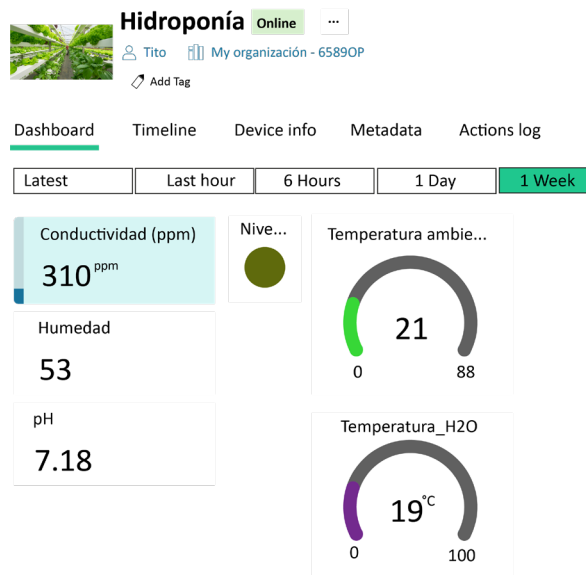 Hidroponía Online ...
Tito My organización - 6589OP
Add Tag
Dashboard Timeline Device info Metadata Actions log
Latest Last hour 6 Hours 1 Day 1 Week
Conductividad (ppm)
310 ppm
Nive...
Temperatura ambie...
21
0 88
Humedad
53
pH
7.18
Temperatura_H2O
19 °C
0 100